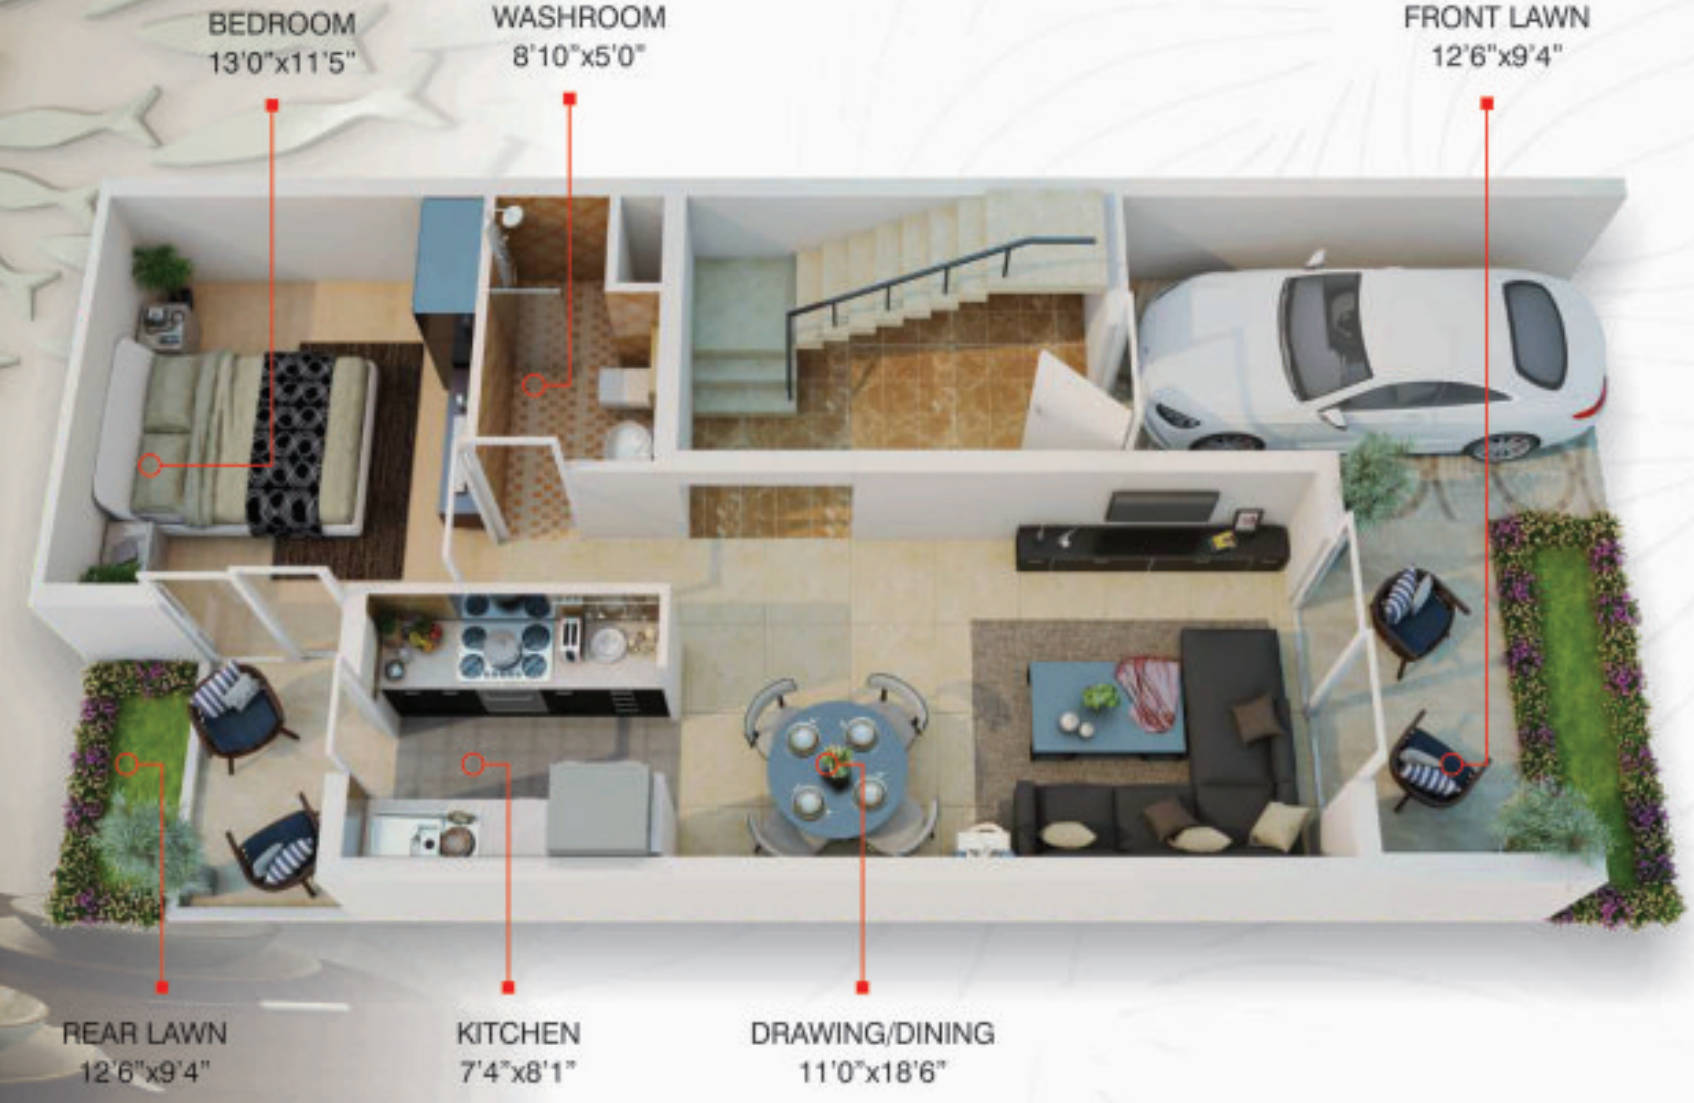 BEDROOM
13'0"x11'5"
WASHROOM
8'10"x5'0"
FRONT LAWN
12'6"x9'4"
REAR LAWN
12'6"x9'4"
KITCHEN
7'4"x8'1"
DRAWING/DINING
11'0"x18'6"